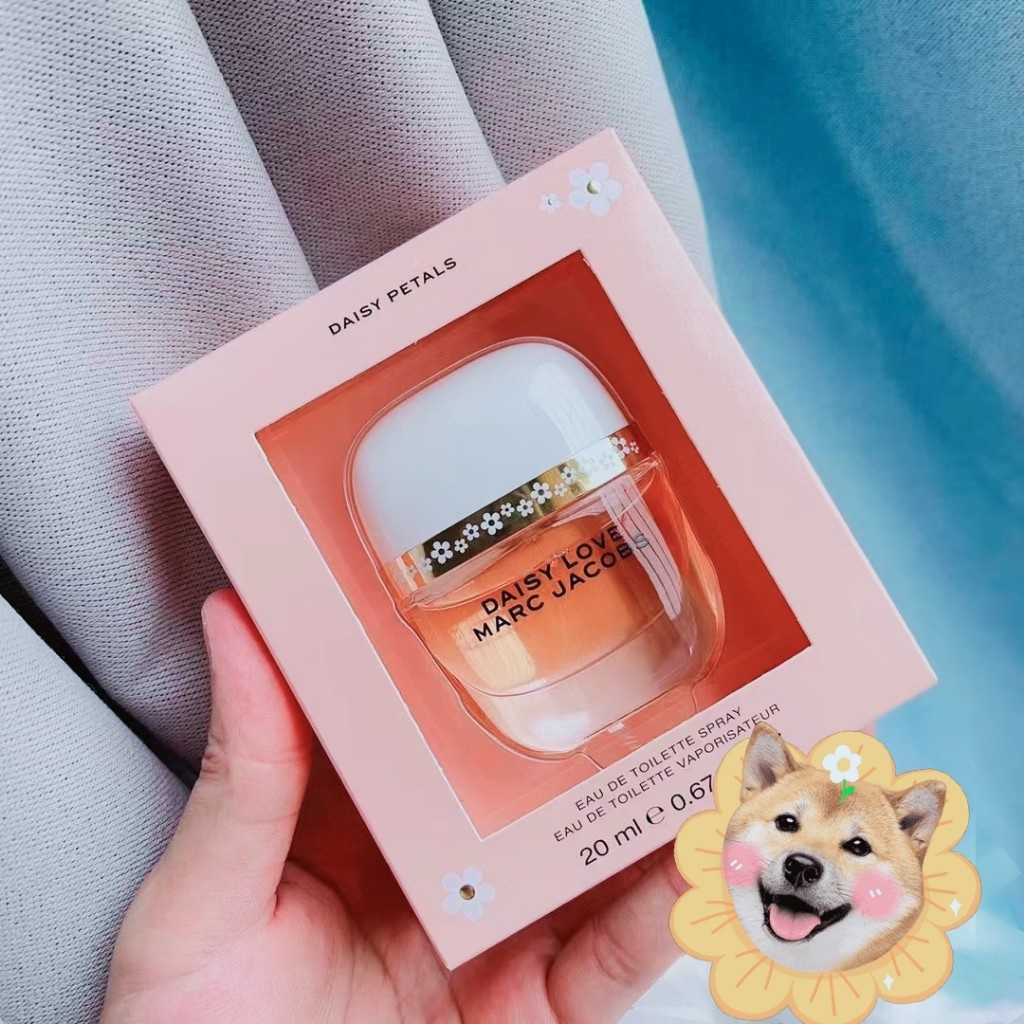 DAISY PETALS
DAISY LOVE
MARC JACOBS
EAU DE TOILETTE SPRAY
EAU DE TOILETTE VAPORISATEUR
20 ml ℮ 0.67